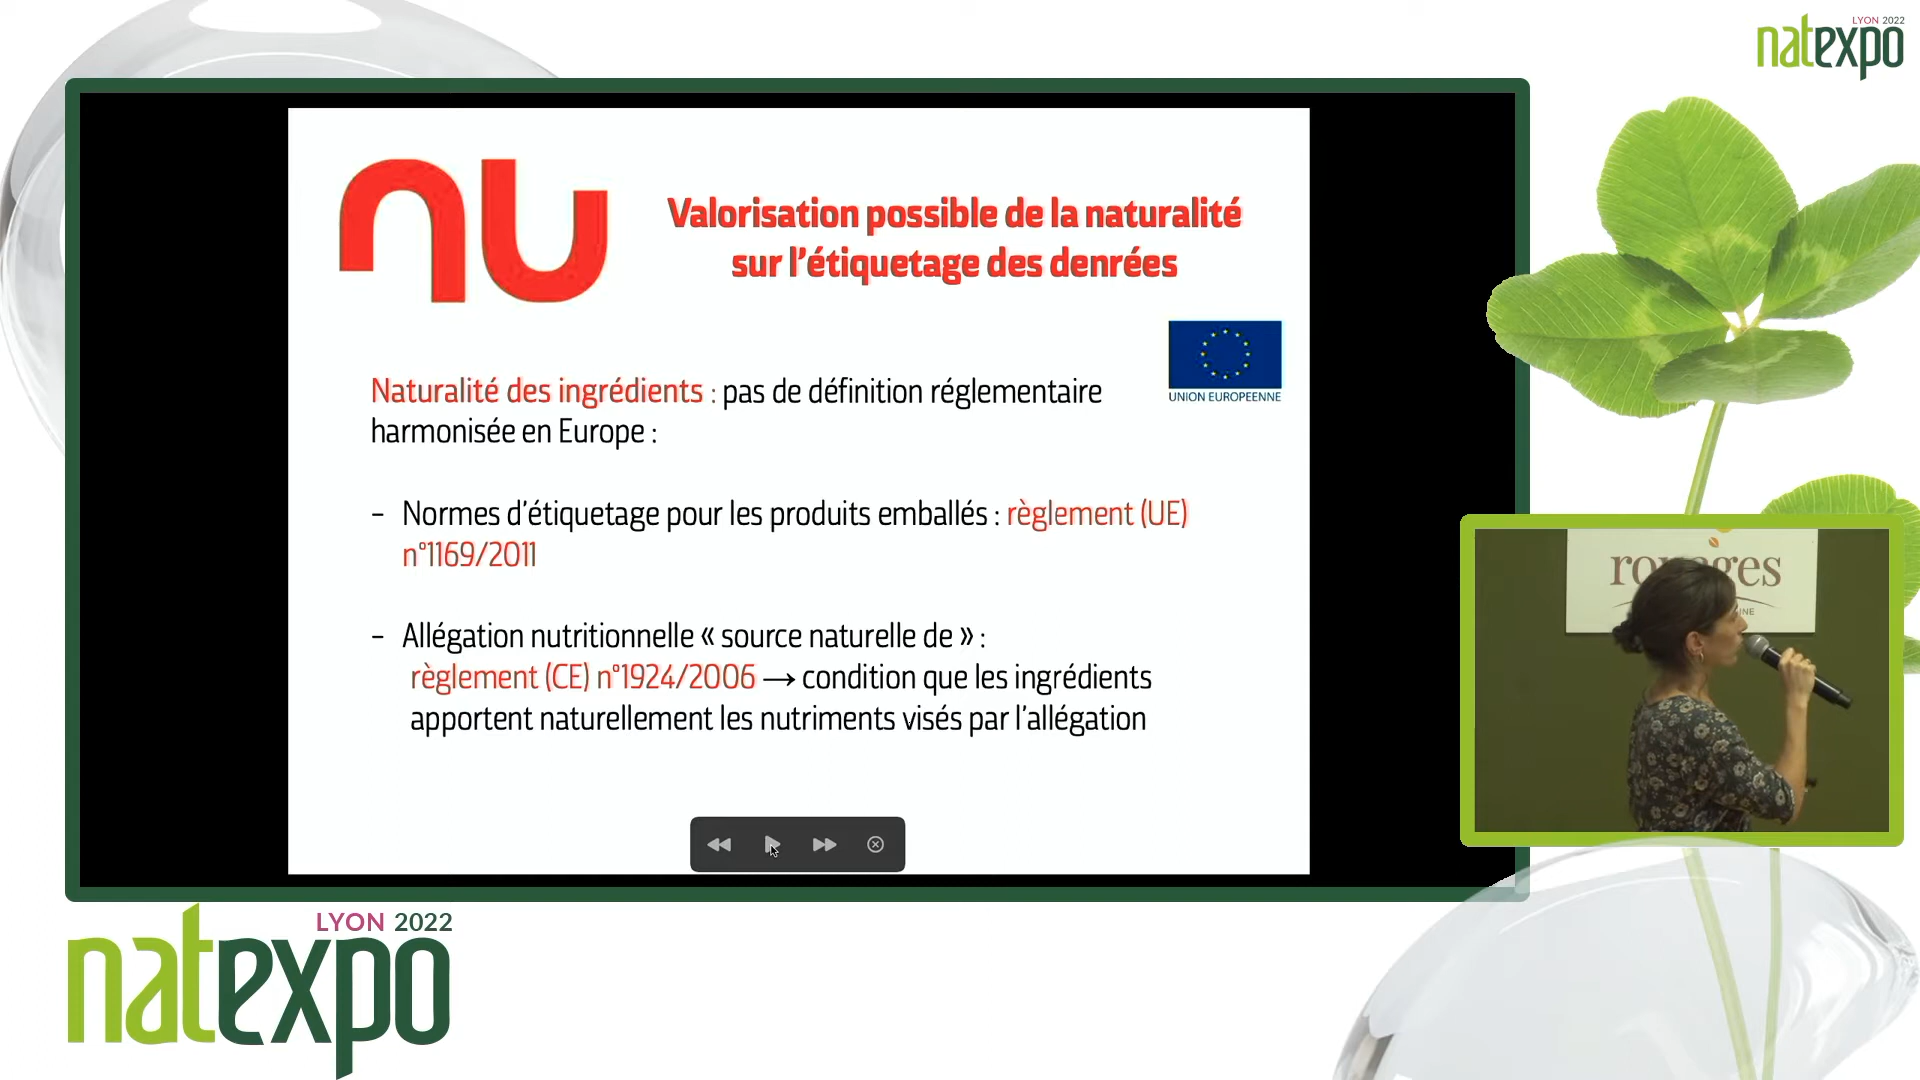 LYON 2022
natexpo
nu
Valorisation possible de la naturalité
sur l’étiquetage des denrées
UNION EUROPEENNE
Naturalité des ingrédients : pas de définition réglementaire
harmonisée en Europe :
- Normes d’étiquetage pour les produits emballés : règlement (UE)
n°1169/2011
- Allégation nutritionnelle « source naturelle de » :
règlement (CE) n°1924/2006 → condition que les ingrédients
apportent naturellement les nutriments visés par l’allégation
LYON 2022
natexpo